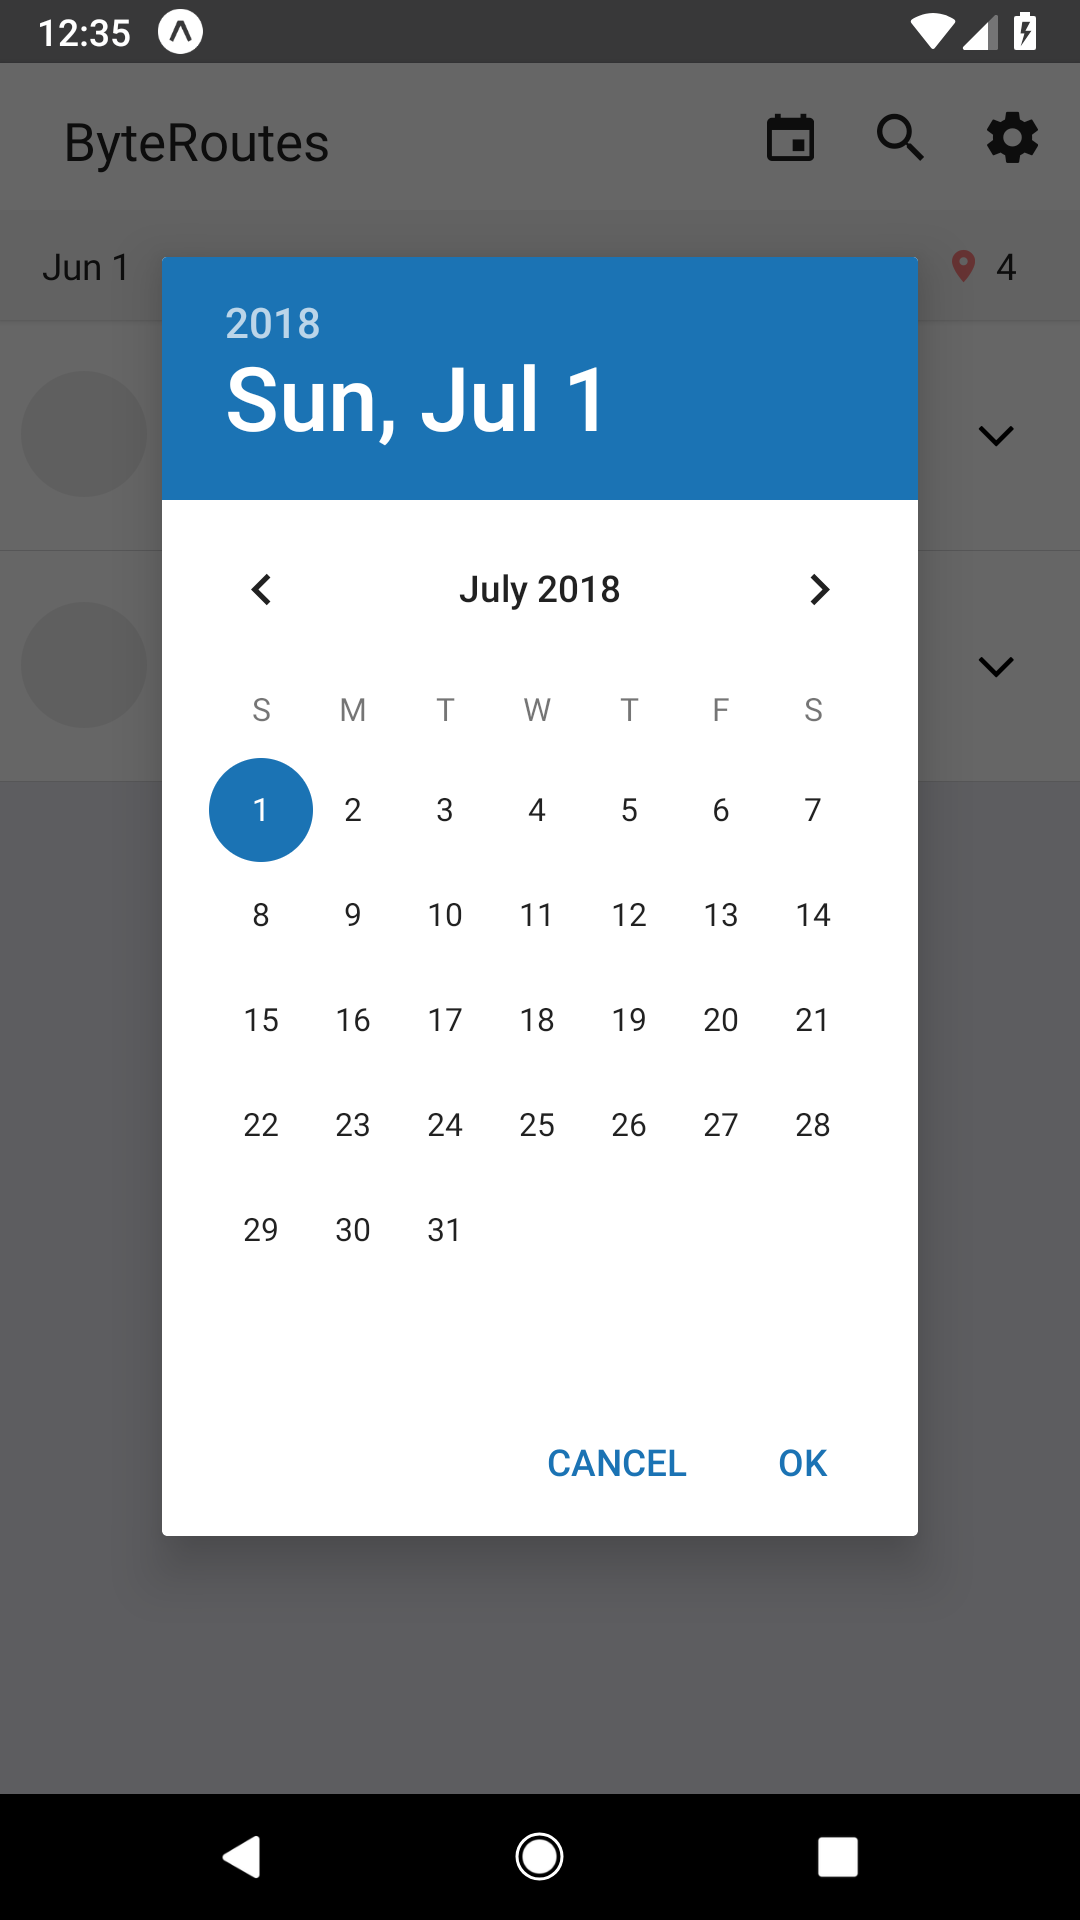 12:35
ByteRoutes
Jun 1 4
2018
Sun, Jul 1
July 2018
S M T W T F S
1 2 3 4 5 6 7
8 9 10 11 12 13 14
15 16 17 18 19 20 21
22 23 24 25 26 27 28
29 30 31
CANCEL OK